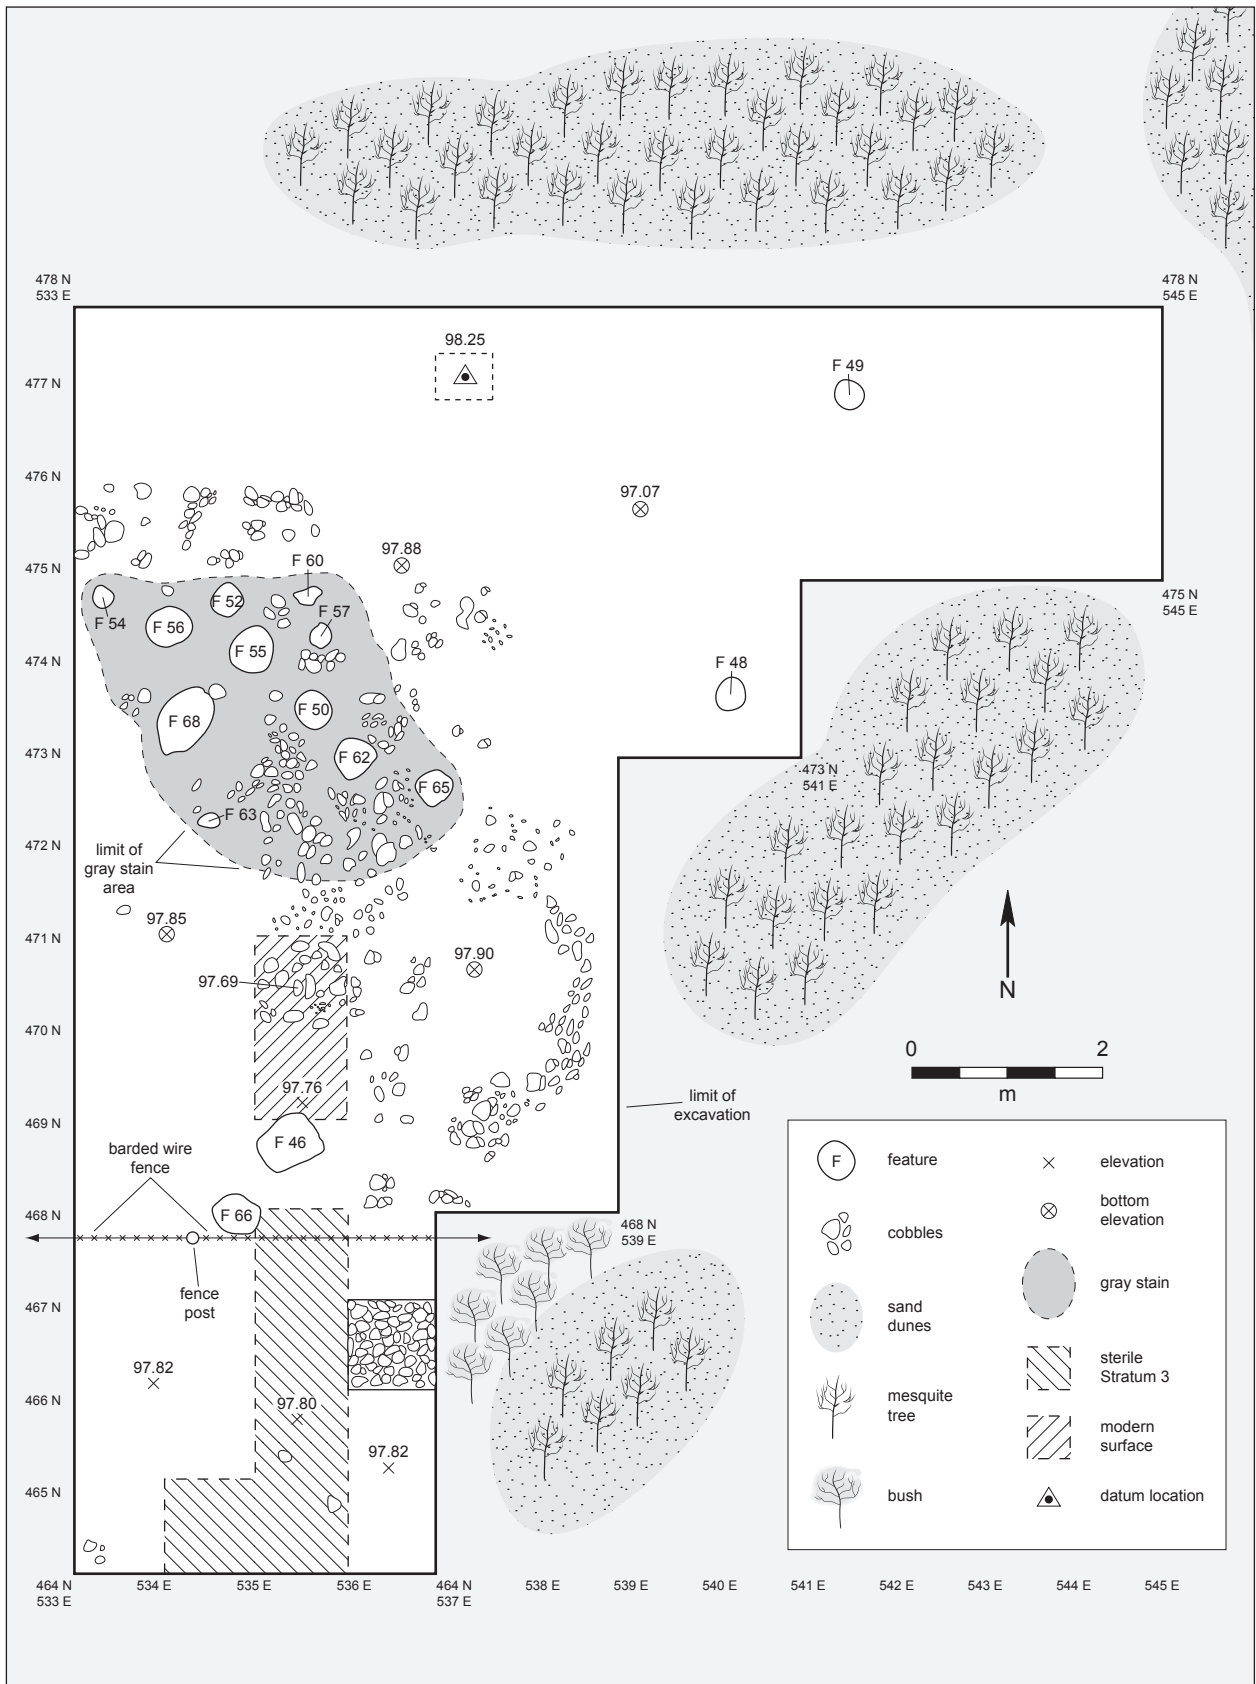 478 N
533 E
478 N
545 E
98.25
477 N
F 49
476 N
97.07
97.88
475 N
F 60
475 N
545 E
F 54
F 52
F 57
F 56
F 55
474 N
F 48
F 68
F 50
473 N
F 62
473 N
541 E
F 65
F 63
472 N
limit of
gray stain
area
97.85
471 N
97.90
97.69
N
470 N
0 2
m
97.76
limit of
excavation
469 N
F 46
barded wire
fence
F 66
468 N
468 N
539 E
fence
post
467 N
97.82
466 N
97.80
97.82
465 N
F
feature
cobbles
sand
dunes
mesquite
tree
bush
elevation
bottom
elevation
gray stain
sterile
Stratum 3
modern
surface
datum location
464 N
533 E
534 E
535 E
536 E
464 N
537 E
538 E
539 E
540 E
541 E
542 E
543 E
544 E
545 E